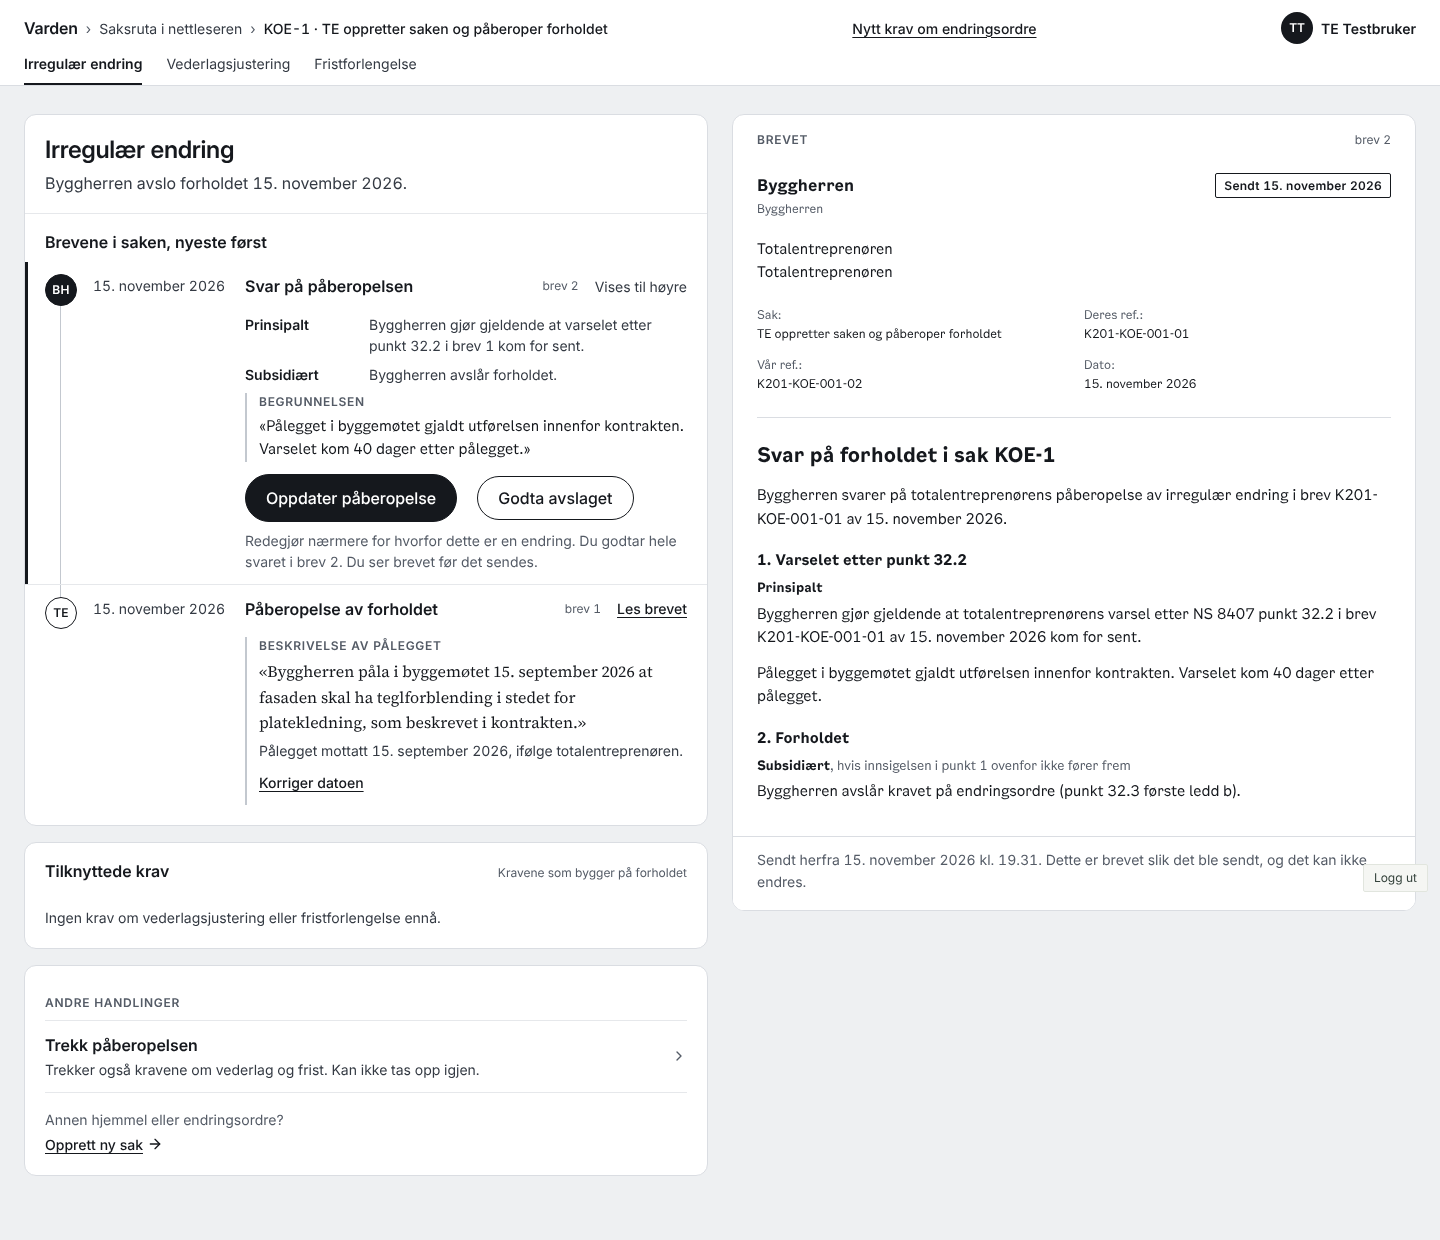 Varden › Saksruta i nettleseren › KOE-1 · TE oppretter saken og påberoper forholdet
Nytt krav om endringsordre
TT TE Testbruker
Irregulær endring Vederlagsjustering Fristforlengelse
Irregulær endring
Byggherren avslo forholdet 15. november 2026.
Brevene i saken, nyeste først
BH 15. november 2026 Svar på påberopelsen brev 2 Vises til høyre
Prinsipalt Byggherren gjør gjeldende at varselet etter
punkt 32.2 i brev 1 kom for sent.
Subsidiært Byggherren avslår forholdet.
BEGRUNNELSEN
«Pålegget i byggemøtet gjaldt utførelsen innenfor kontrakten.
Varselet kom 40 dager etter pålegget.»
Oppdater påberopelse Godta avslaget
Redegjør nærmere for hvorfor dette er en endring. Du godtar hele
svaret i brev 2. Du ser brevet før det sendes.
TE 15. november 2026 Påberopelse av forholdet brev 1 Les brevet
BESKRIVELSE AV PÅLEGGET
«Byggherren påla i byggemøtet 15. september 2026 at
fasaden skal ha teglforblending i stedet for
platekledning, som beskrevet i kontrakten.»
Pålegget mottatt 15. september 2026, ifølge totalentreprenøren.
Korriger datoen
Tilknyttede krav Kravene som bygger på forholdet
Ingen krav om vederlagsjustering eller fristforlengelse ennå.
ANDRE HANDLINGER
Trekk påberopelsen
Trekker også kravene om vederlag og frist. Kan ikke tas opp igjen.
Annen hjemmel eller endringsordre?
Opprett ny sak →
BREVET brev 2
Byggherren Sendt 15. november 2026
Byggherren
Totalentreprenøren
Totalentreprenøren
Sak: Deres ref.:
TE oppretter saken og påberoper forholdet K201-KOE-001-01
Vår ref.: Dato:
K201-KOE-001-02 15. november 2026
Svar på forholdet i sak KOE-1
Byggherren svarer på totalentreprenørens påberopelse av irregulær endring i brev K201-
KOE-001-01 av 15. november 2026.
1. Varselet etter punkt 32.2
Prinsipalt
Byggherren gjør gjeldende at totalentreprenørens varsel etter NS 8407 punkt 32.2 i brev
K201-KOE-001-01 av 15. november 2026 kom for sent.
Pålegget i byggemøtet gjaldt utførelsen innenfor kontrakten. Varselet kom 40 dager etter
pålegget.
2. Forholdet
Subsidiært, hvis innsigelsen i punkt 1 ovenfor ikke fører frem
Byggherren avslår kravet på endringsordre (punkt 32.3 første ledd b).
Sendt herfra 15. november 2026 kl. 19.31. Dette er brevet slik det ble sendt, og det kan ikke
endres.
Logg ut